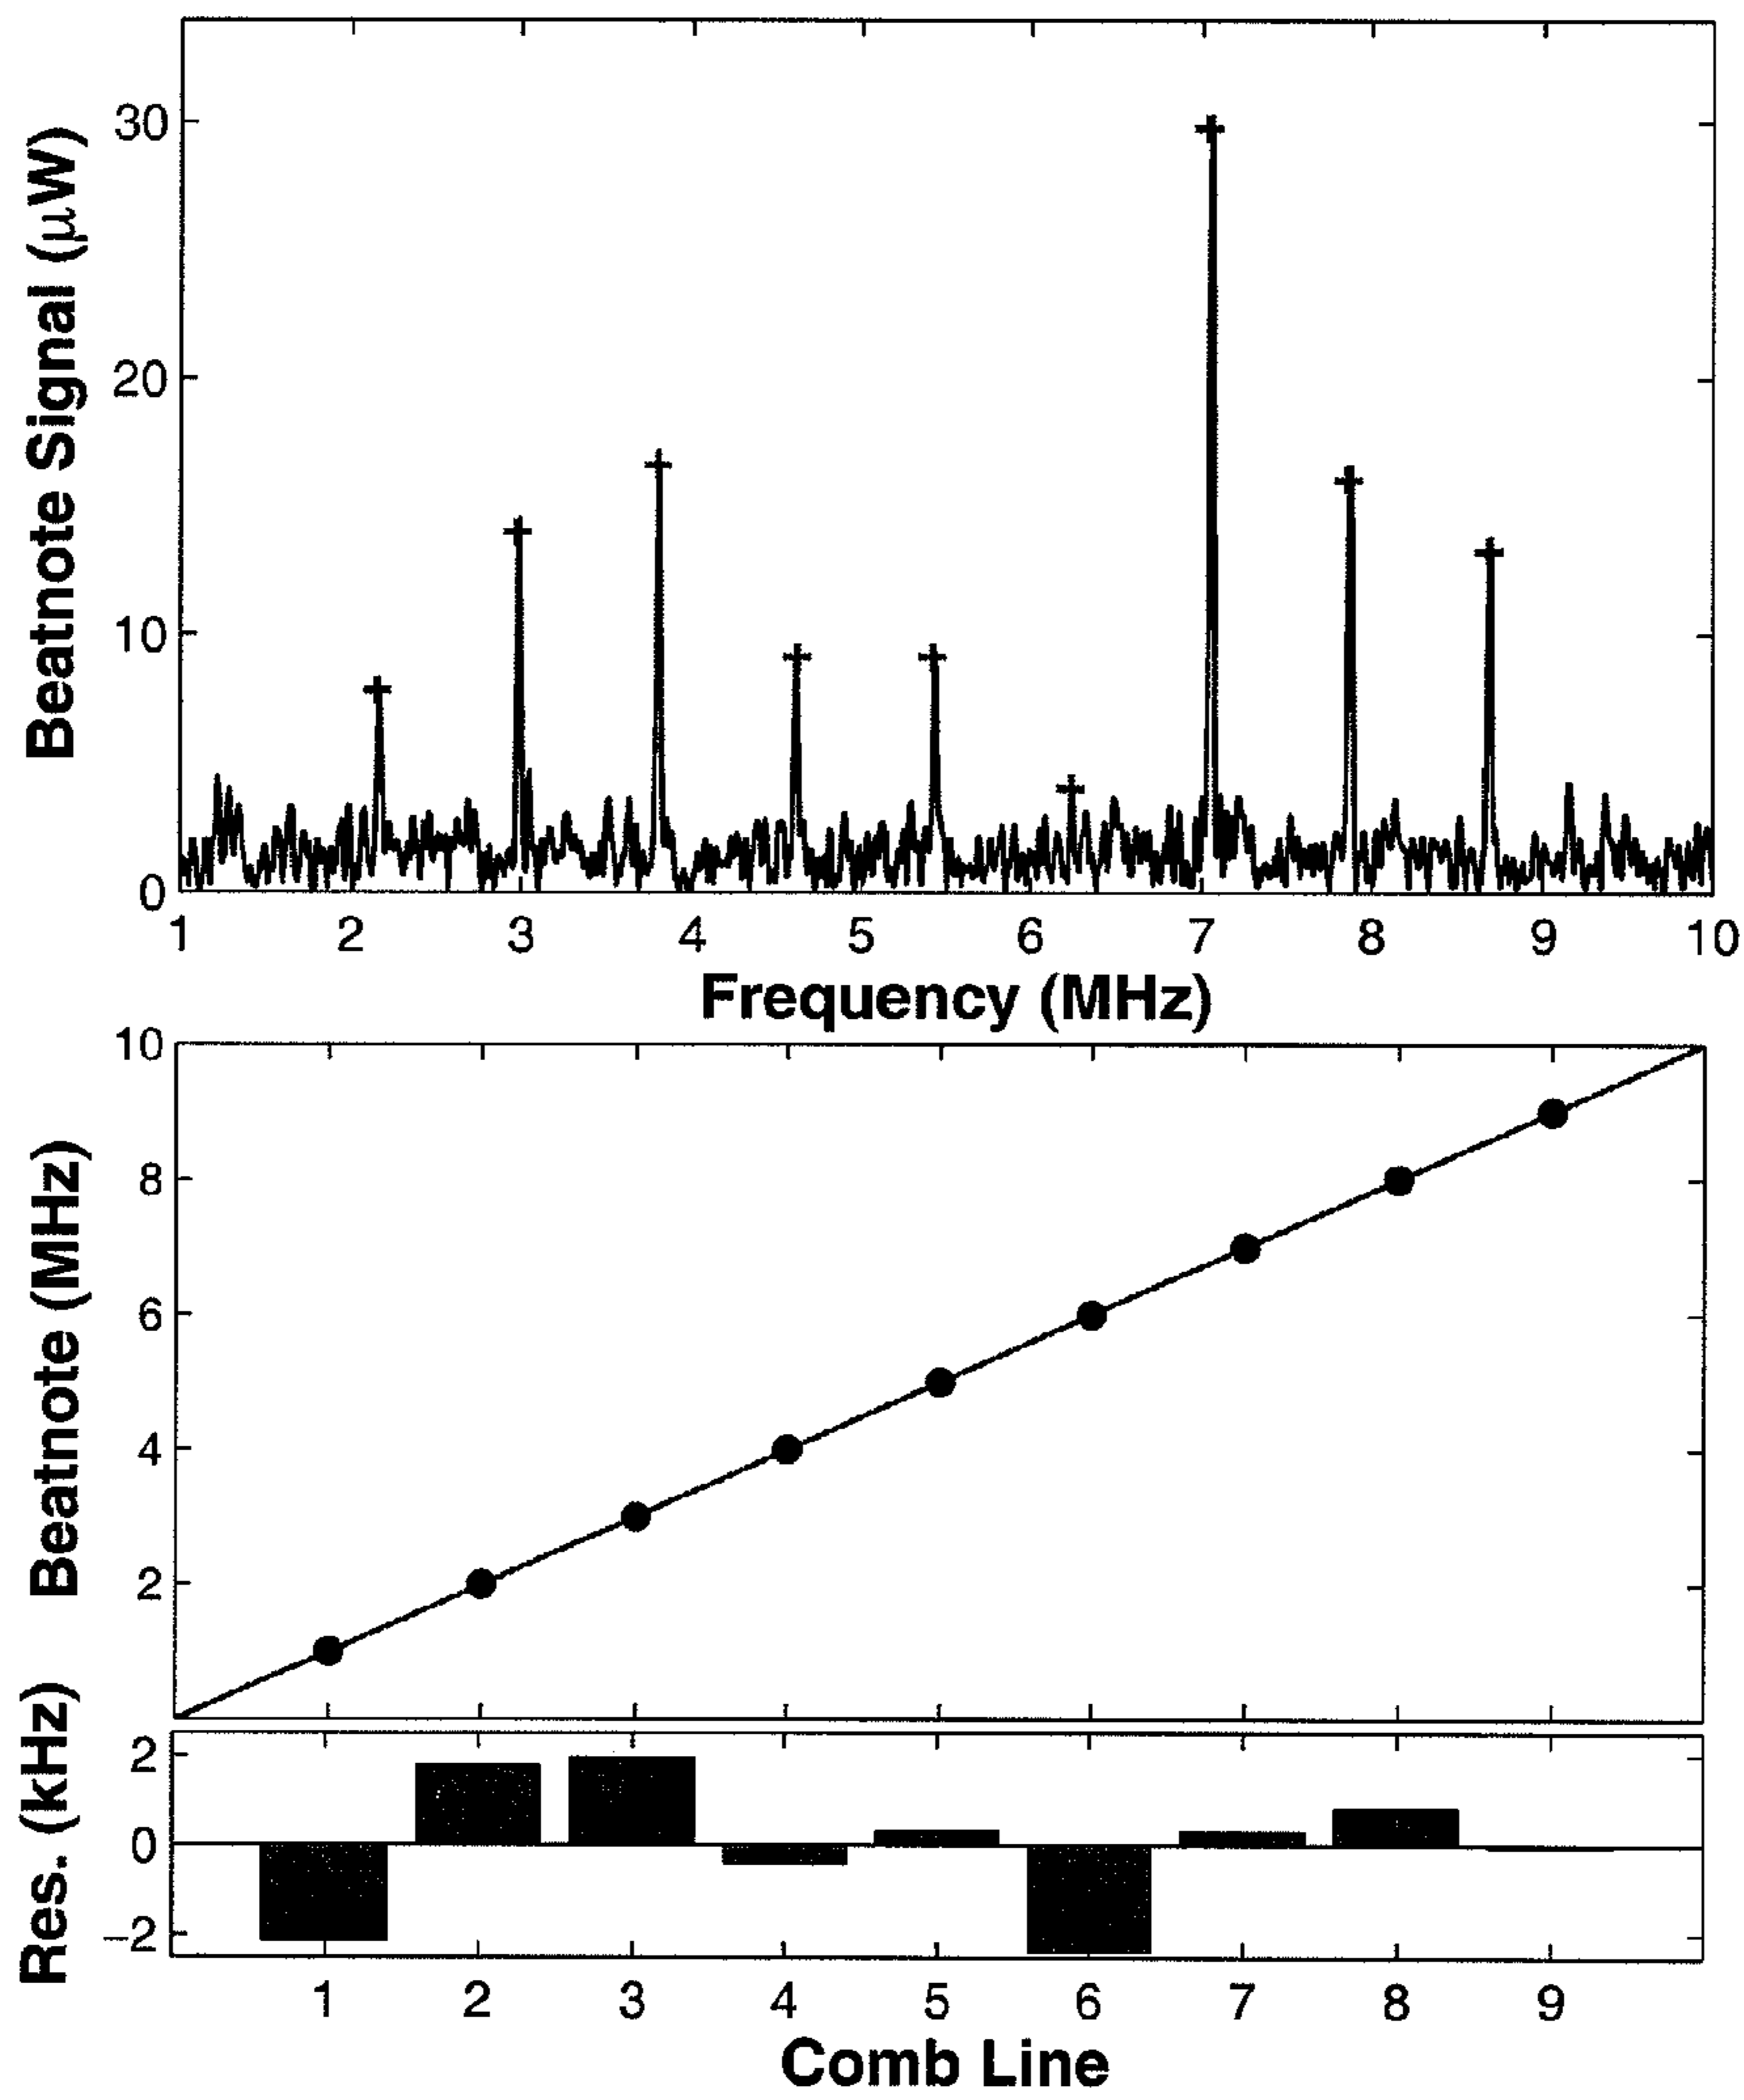 Beatnote Signal (μW)
30
20
10
0
1 2 3 4 5 6 7 8 9 10
Frequency (MHz)
Beatnote (MHz)
10
8
6
4
2
Res. (kHz)
2
0
−2
1 2 3 4 5 6 7 8 9
Comb Line